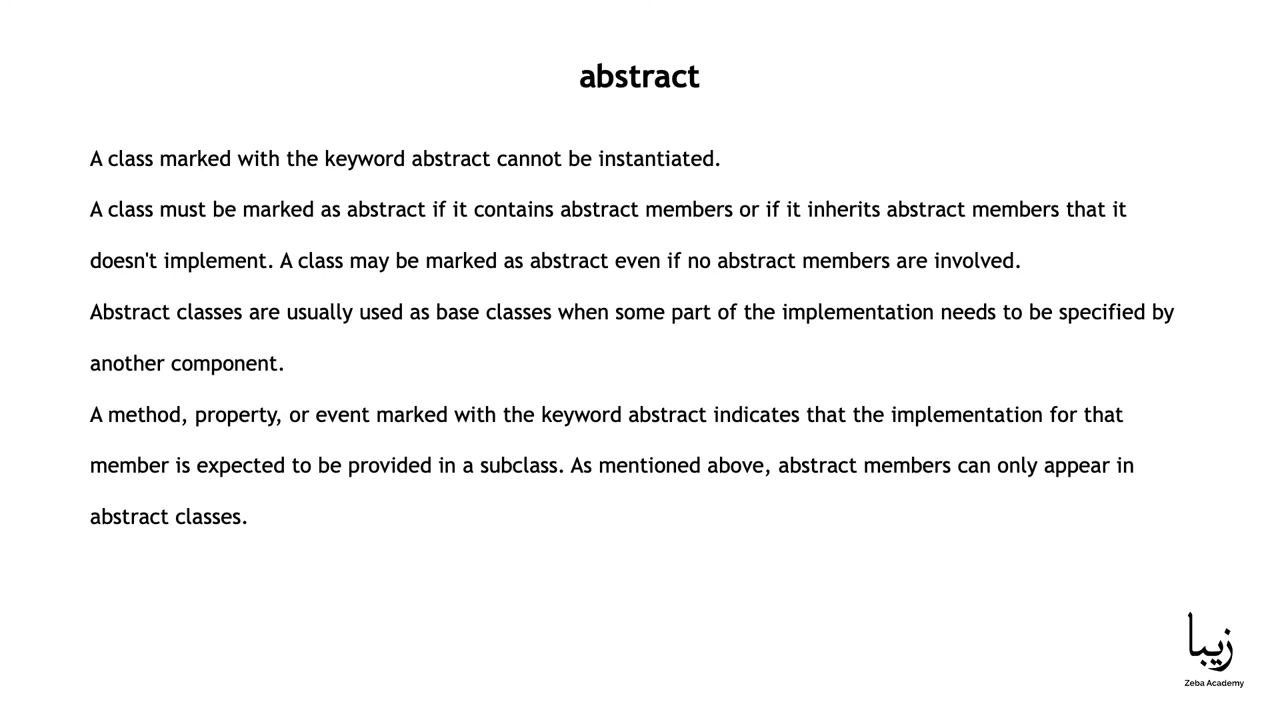 abstract
A class marked with the keyword abstract cannot be instantiated.
A class must be marked as abstract if it contains abstract members or if it inherits abstract members that it
doesn't implement. A class may be marked as abstract even if no abstract members are involved.
Abstract classes are usually used as base classes when some part of the implementation needs to be specified by
another component.
A method, property, or event marked with the keyword abstract indicates that the implementation for that
member is expected to be provided in a subclass. As mentioned above, abstract members can only appear in
abstract classes.
زیبا
Zeba Academy